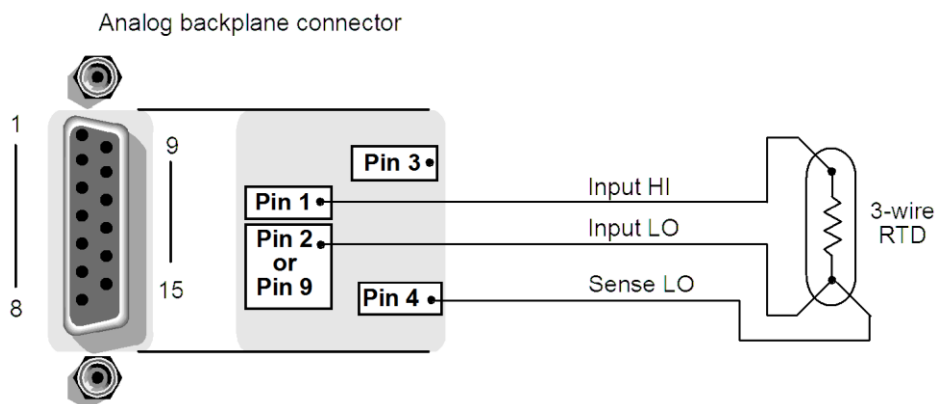 Analog backplane connector
1
9
8
15
Pin 3
Pin 1
Pin 2
or
Pin 9
Pin 4
Input HI
Input LO
Sense LO
3-wire
RTD